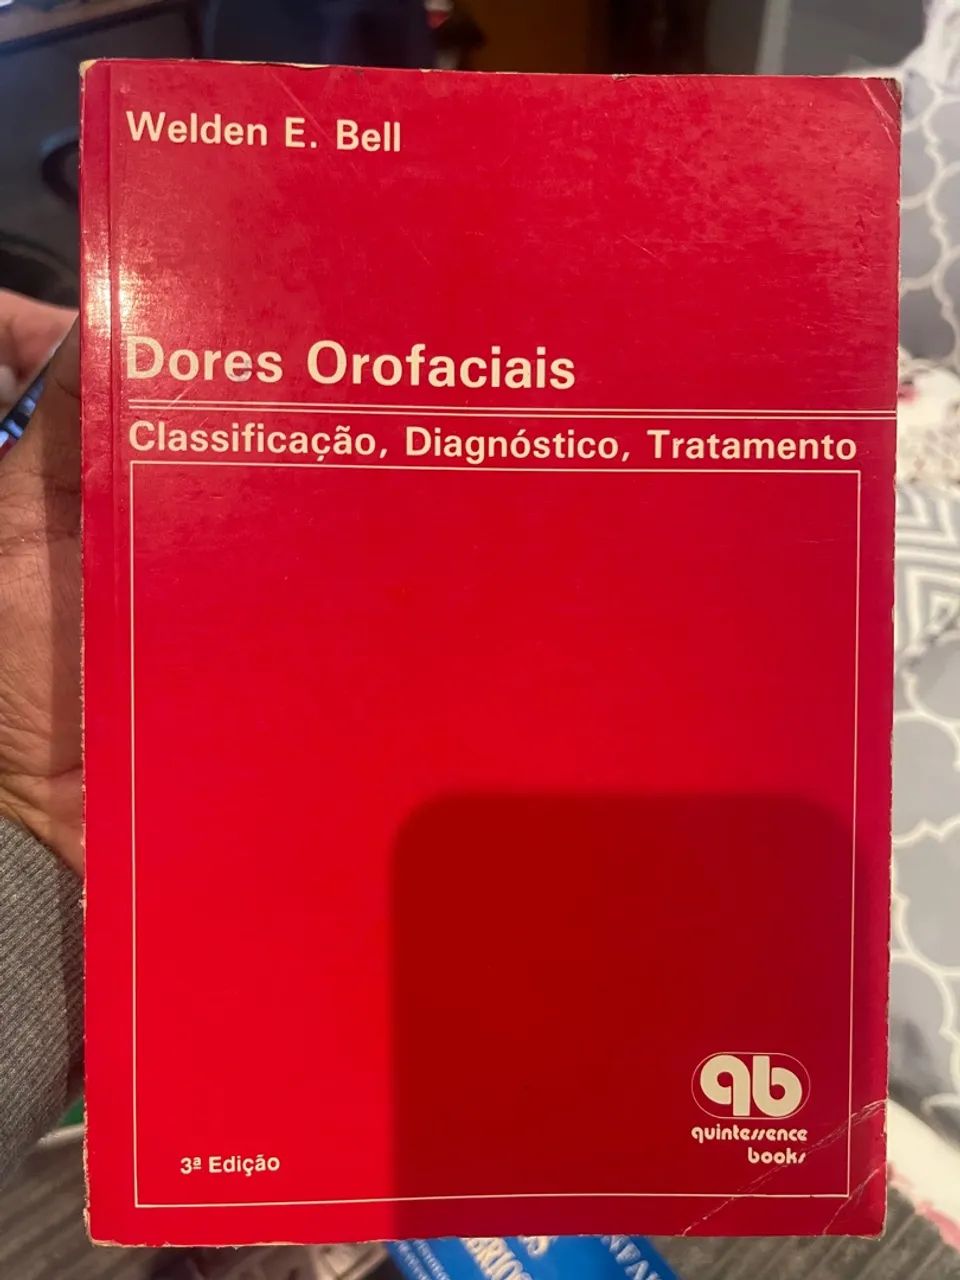 Welden E. Bell
Dores Orofaciais
Classificação, Diagnóstico, Tratamento
qb
quintessence
books
3ª Edição